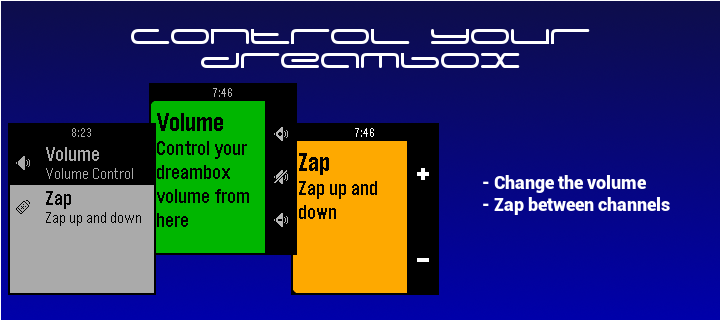 control your
dreambox
8:23
Volume
Volume Control
Zap
Zap up and down
7:46
Volume
Control your
dreambox
volume from
here
7:46
Zap
Zap up and
down
- Change the volume
- Zap between channels